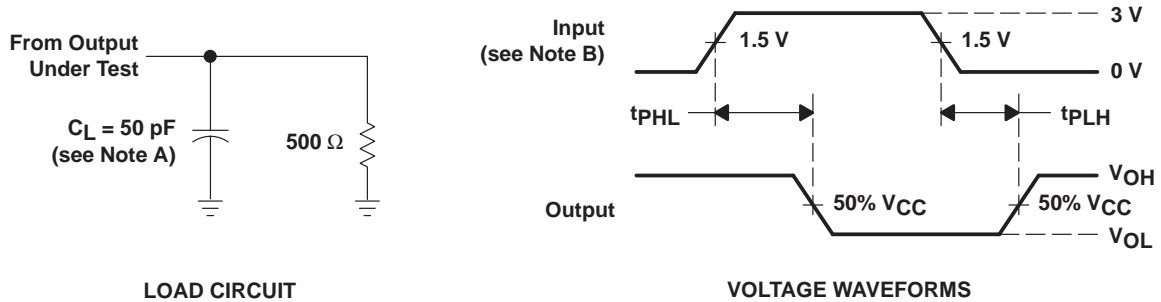 From Output
Under Test
CL = 50 pF
(see Note A)
500 Ω
LOAD CIRCUIT
Input
(see Note B)
1.5 V
1.5 V
3 V
0 V
tPHL
tPLH
Output
50% VCC
50% VCC
VOH
VOL
VOLTAGE WAVEFORMS